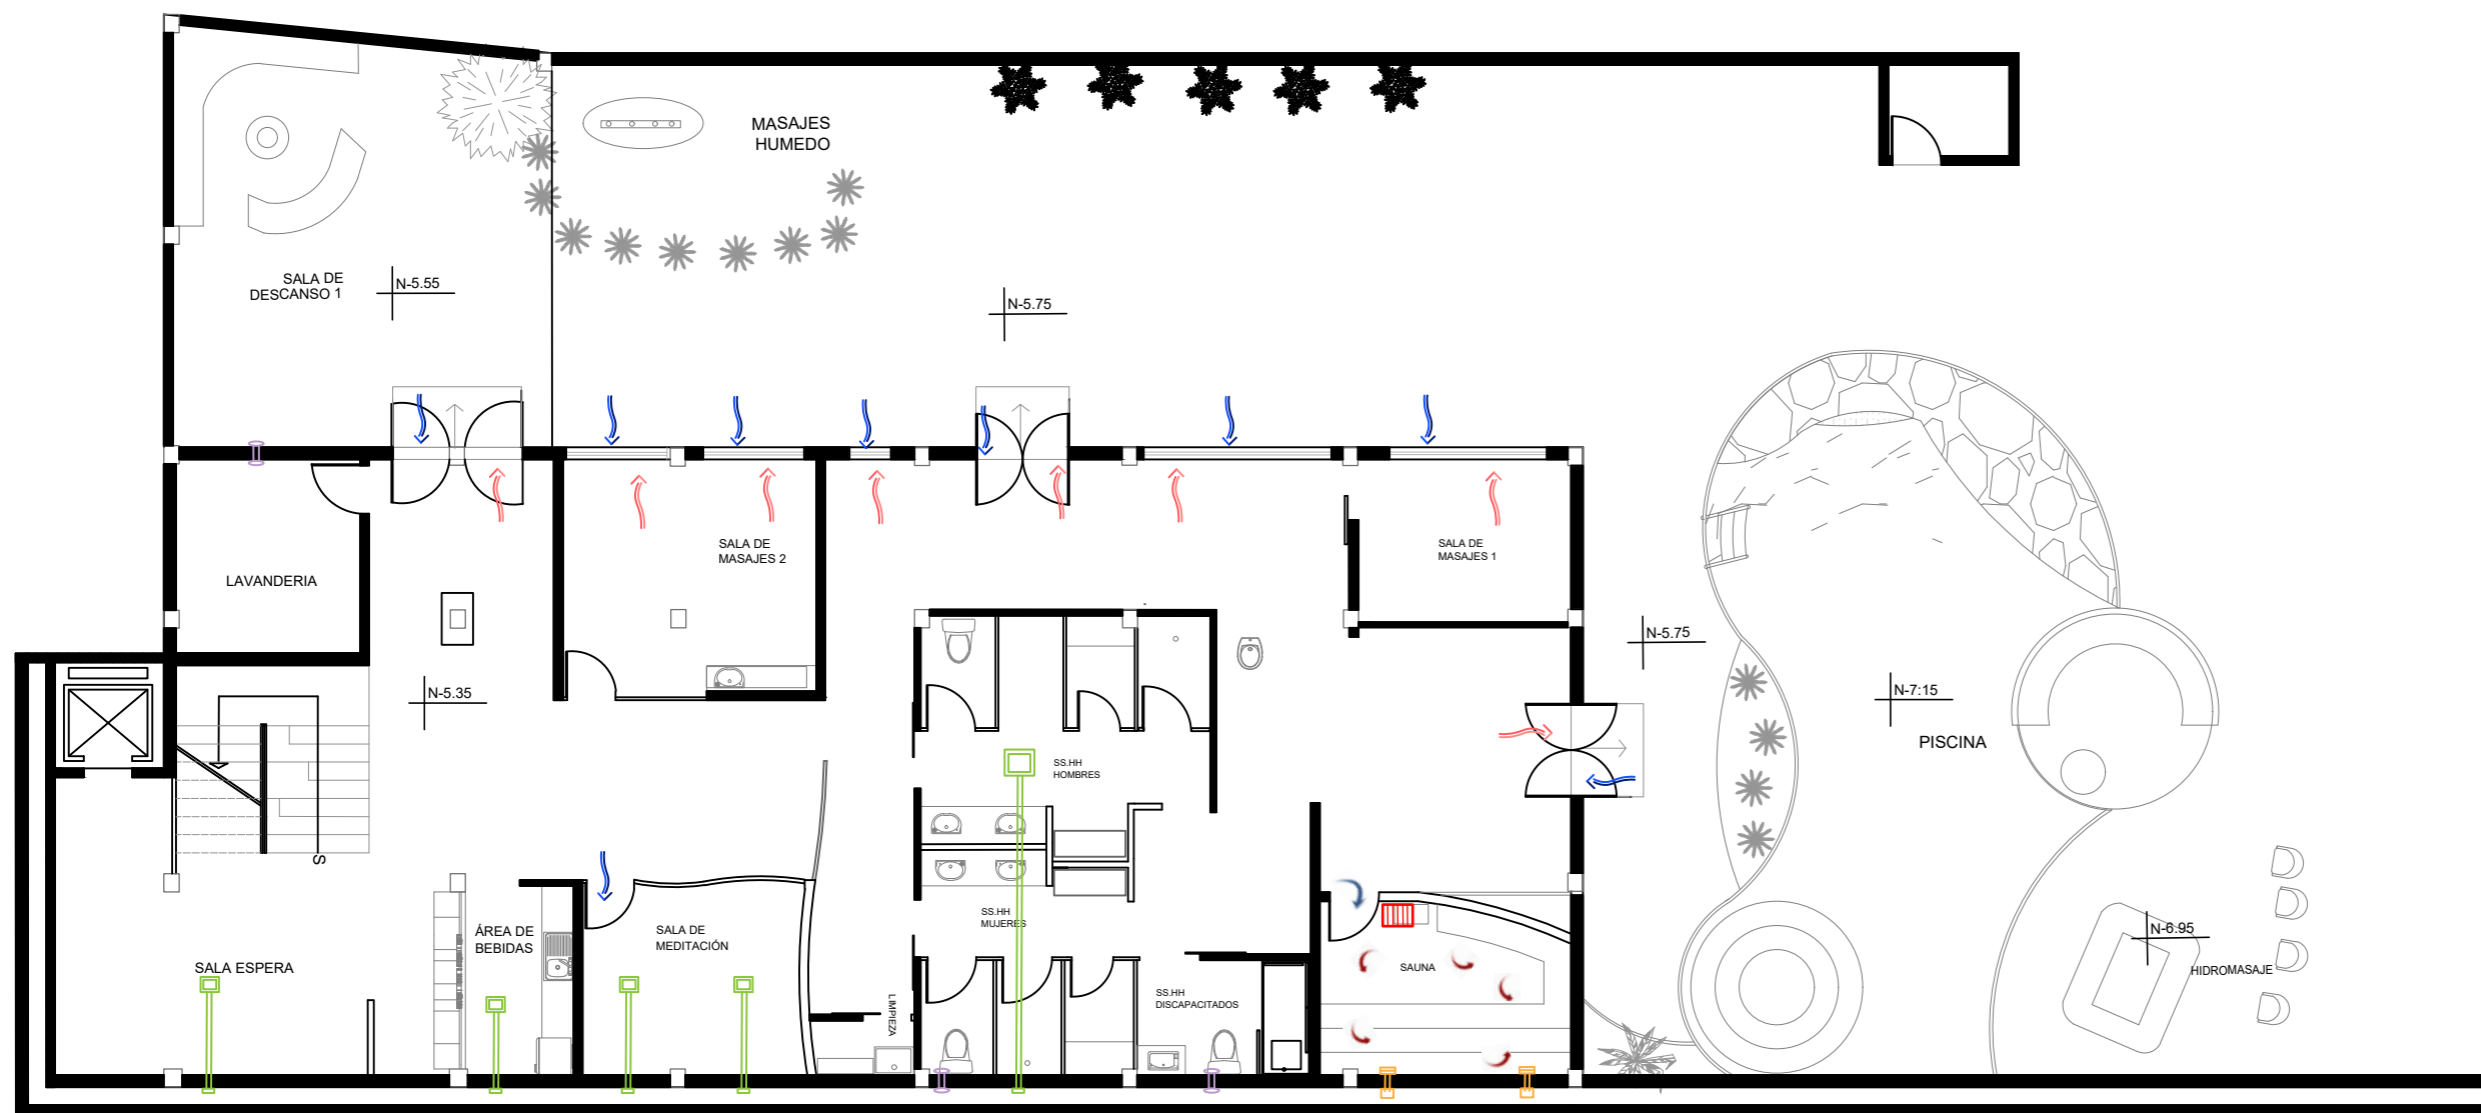 MASAJES
HUMEDO
SALA DE
DESCANSO 1
N-5.55
N-5.75
SALA DE
MASAJES 2
SALA DE
MASAJES 1
LAVANDERIA
N-5.75
N-5.35
N-7:15
PISCINA
SS.HH
HOMBRES
S
SS.HH
MUJERES
ÁREA DE
BEBIDAS
SALA DE
MEDITACIÓN
N-6.95
SALA ESPERA
SAUNA
HIDROMASAJE
SS.HH
DISCAPACITADOS
LIMPIEZA